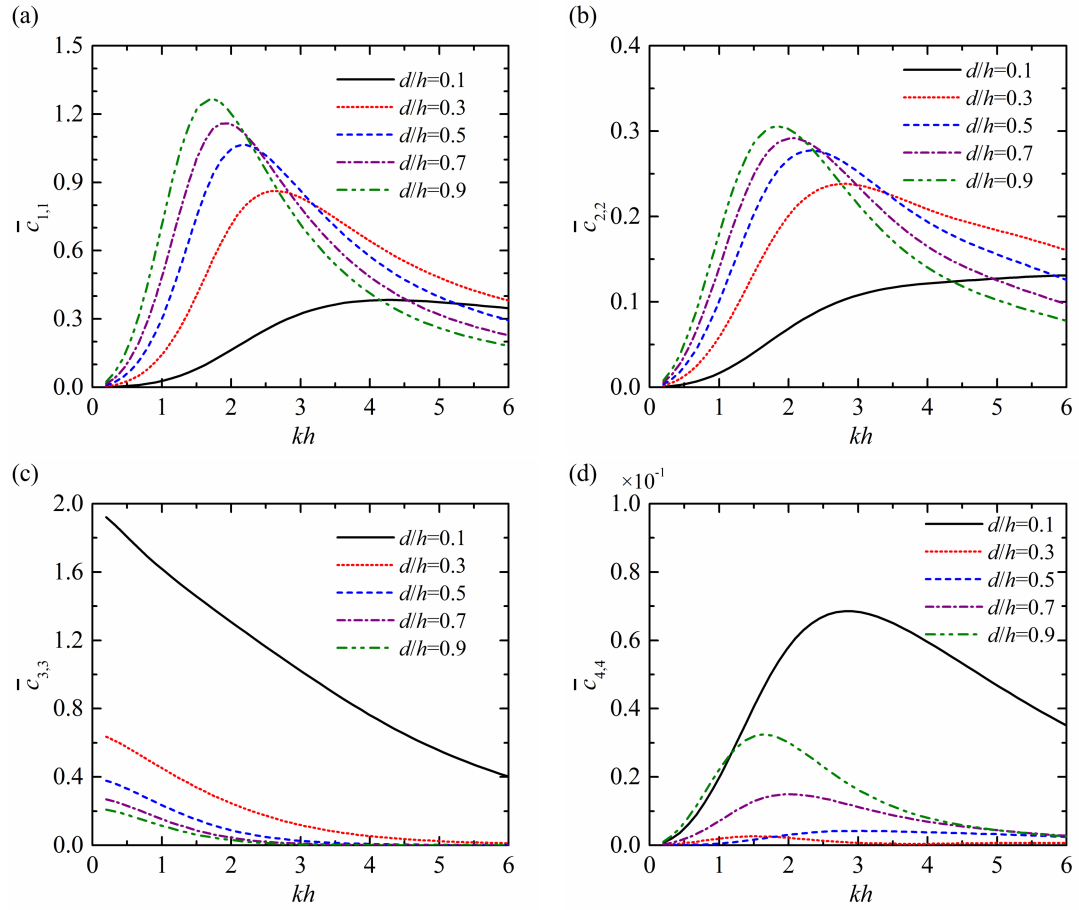 (a)
1.5
1.2
0.9
0.6
0.3
0.0
c̄1,1
0 1 2 3 4 5 6
kh
d/h=0.1
d/h=0.3
d/h=0.5
d/h=0.7
d/h=0.9
(b)
0.4
0.3
0.2
0.1
0.0
c̄2,2
0 1 2 3 4 5 6
kh
d/h=0.1
d/h=0.3
d/h=0.5
d/h=0.7
d/h=0.9
(c)
2.0
1.6
1.2
0.8
0.4
0.0
c̄3,3
0 1 2 3 4 5 6
kh
d/h=0.1
d/h=0.3
d/h=0.5
d/h=0.7
d/h=0.9
(d)
×10⁻¹
1.0
0.8
0.6
0.4
0.2
0.0
c̄4,4
0 1 2 3 4 5 6
kh
d/h=0.1
d/h=0.3
d/h=0.5
d/h=0.7
d/h=0.9